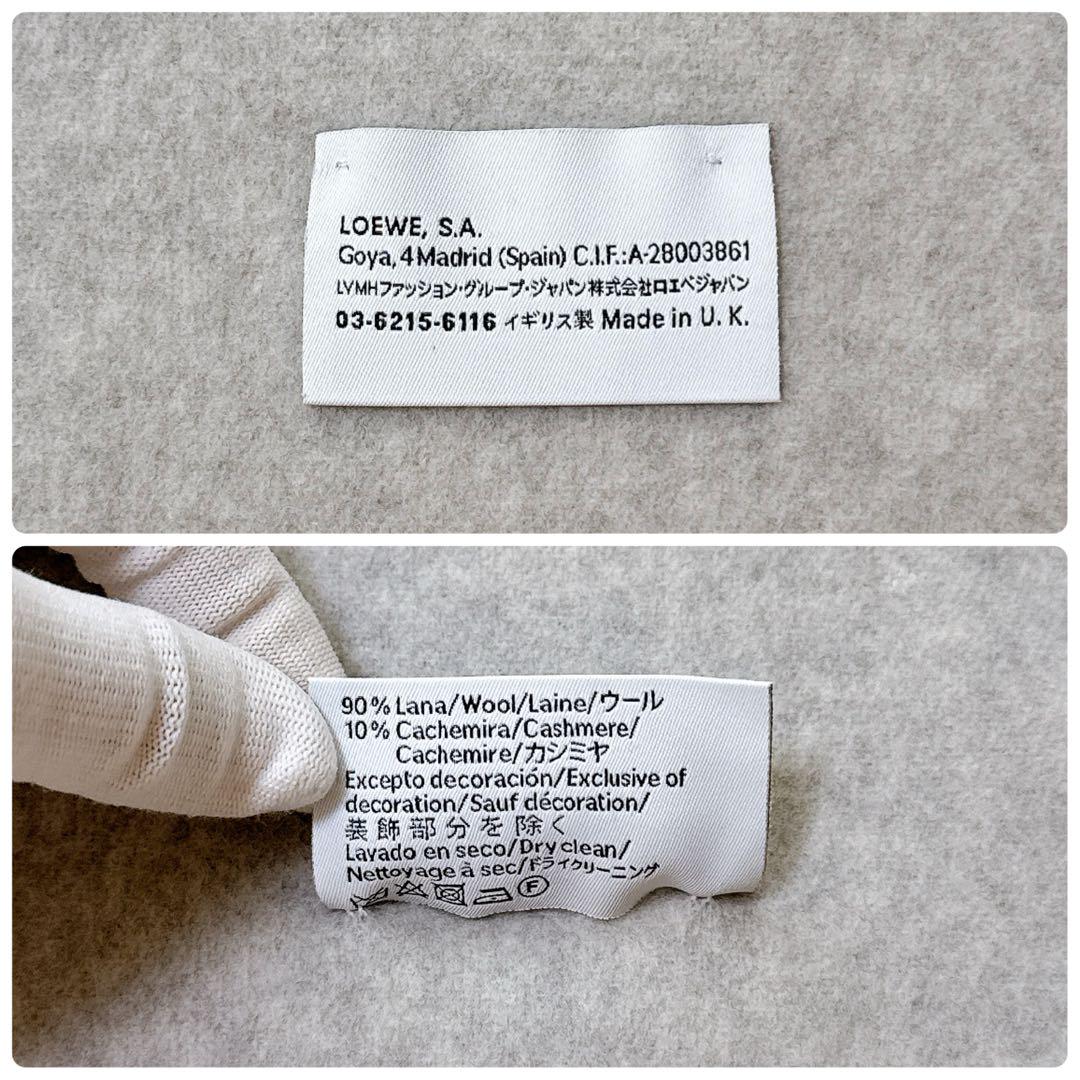 LOEWE, S.A.
Goya, 4 Madrid (Spain) C.I.F.:A-28003861
LVMHファッション・グループ・ジャパン株式会社ロエベジャパン
03-6215-6116 イギリス製 Made in U. K.
90% Lana/Wool/Laine/ウール
10% Cachemira/Cashmere/
Cachemire/カシミヤ
Excepto decoración/Exclusive of
decoration/Sauf décoration/
装飾部分を除く
Lavado en seco/Dry clean/
Nettoyage à sec/ドライクリーニング
F